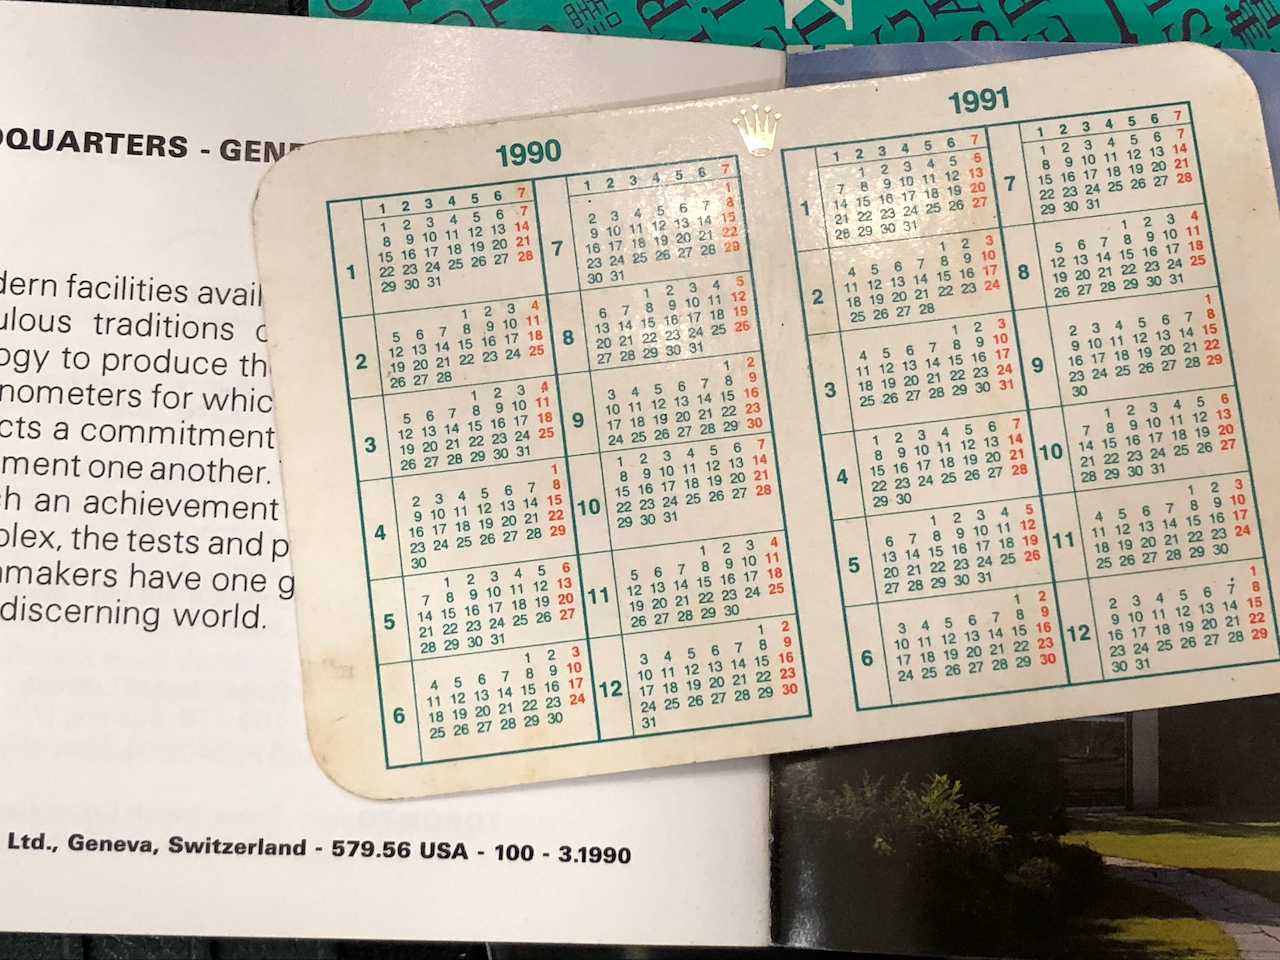 QUARTERS - GEN
dern facilities avail
ulous traditions
ogy to produce th
nometers for whic
cts a commitment
ment one another.
h an achievement
plex, the tests and p
makers have one g
discerning world.
Ltd., Geneva, Switzerland - 579.56 USA - 100 - 3.1990
1990
1 2 3 4 5 6 7
1
1 2 3 4 5 6 7
8 9 10 11 12 13 14
15 16 17 18 19 20 21
22 23 24 25 26 27 28
29 30 31
2
1 2 3 4
5 6 7 8 9 10 11
12 13 14 15 16 17 18
19 20 21 22 23 24 25
26 27 28
3
1 2 3 4
5 6 7 8 9 10 11
12 13 14 15 16 17 18
19 20 21 22 23 24 25
26 27 28 29 30 31
4
1
2 3 4 5 6 7 8
9 10 11 12 13 14 15
16 17 18 19 20 21 22
23 24 25 26 27 28 29
30
5
1 2 3 4 5 6
7 8 9 10 11 12 13
14 15 16 17 18 19 20
21 22 23 24 25 26 27
28 29 30 31
6
1 2 3
4 5 6 7 8 9 10
11 12 13 14 15 16 17
18 19 20 21 22 23 24
25 26 27 28 29 30
1 2 3 4 5 6 7
7
1
2 3 4 5 6 7 8
9 10 11 12 13 14 15
16 17 18 19 20 21 22
23 24 25 26 27 28 29
30 31
8
1 2 3 4 5
6 7 8 9 10 11 12
13 14 15 16 17 18 19
20 21 22 23 24 25 26
27 28 29 30 31
9
1 2
3 4 5 6 7 8 9
10 11 12 13 14 15 16
17 18 19 20 21 22 23
24 25 26 27 28 29 30
10
1 2 3 4 5 6 7
8 9 10 11 12 13 14
15 16 17 18 19 20 21
22 23 24 25 26 27 28
29 30 31
11
1 2 3 4
5 6 7 8 9 10 11
12 13 14 15 16 17 18
19 20 21 22 23 24 25
26 27 28 29 30
12
1 2
3 4 5 6 7 8 9
10 11 12 13 14 15 16
17 18 19 20 21 22 23
24 25 26 27 28 29 30
31
1991
1 2 3 4 5 6 7
1
1 2 3 4 5 6
7 8 9 10 11 12 13
14 15 16 17 18 19 20
21 22 23 24 25 26 27
28 29 30 31
2
1 2 3
4 5 6 7 8 9 10
11 12 13 14 15 16 17
18 19 20 21 22 23 24
25 26 27 28
3
1 2 3
4 5 6 7 8 9 10
11 12 13 14 15 16 17
18 19 20 21 22 23 24
25 26 27 28 29 30 31
4
1 2 3 4 5 6 7
8 9 10 11 12 13 14
15 16 17 18 19 20 21
22 23 24 25 26 27 28
29 30
5
1 2 3 4 5
6 7 8 9 10 11 12
13 14 15 16 17 18 19
20 21 22 23 24 25 26
27 28 29 30 31
6
1 2
3 4 5 6 7 8 9
10 11 12 13 14 15 16
17 18 19 20 21 22 23
24 25 26 27 28 29 30
1 2 3 4 5 6 7
7
1 2 3 4 5 6 7
8 9 10 11 12 13 14
15 16 17 18 19 20 21
22 23 24 25 26 27 28
29 30 31
8
1 2 3 4
5 6 7 8 9 10 11
12 13 14 15 16 17 18
19 20 21 22 23 24 25
26 27 28 29 30 31
9
1
2 3 4 5 6 7 8
9 10 11 12 13 14 15
16 17 18 19 20 21 22
23 24 25 26 27 28 29
30
10
1 2 3 4 5 6
7 8 9 10 11 12 13
14 15 16 17 18 19 20
21 22 23 24 25 26 27
28 29 30 31
11
1 2 3
4 5 6 7 8 9 10
11 12 13 14 15 16 17
18 19 20 21 22 23 24
25 26 27 28 29 30
12
1
2 3 4 5 6 7 8
9 10 11 12 13 14 15
16 17 18 19 20 21 22
23 24 25 26 27 28 29
30 31